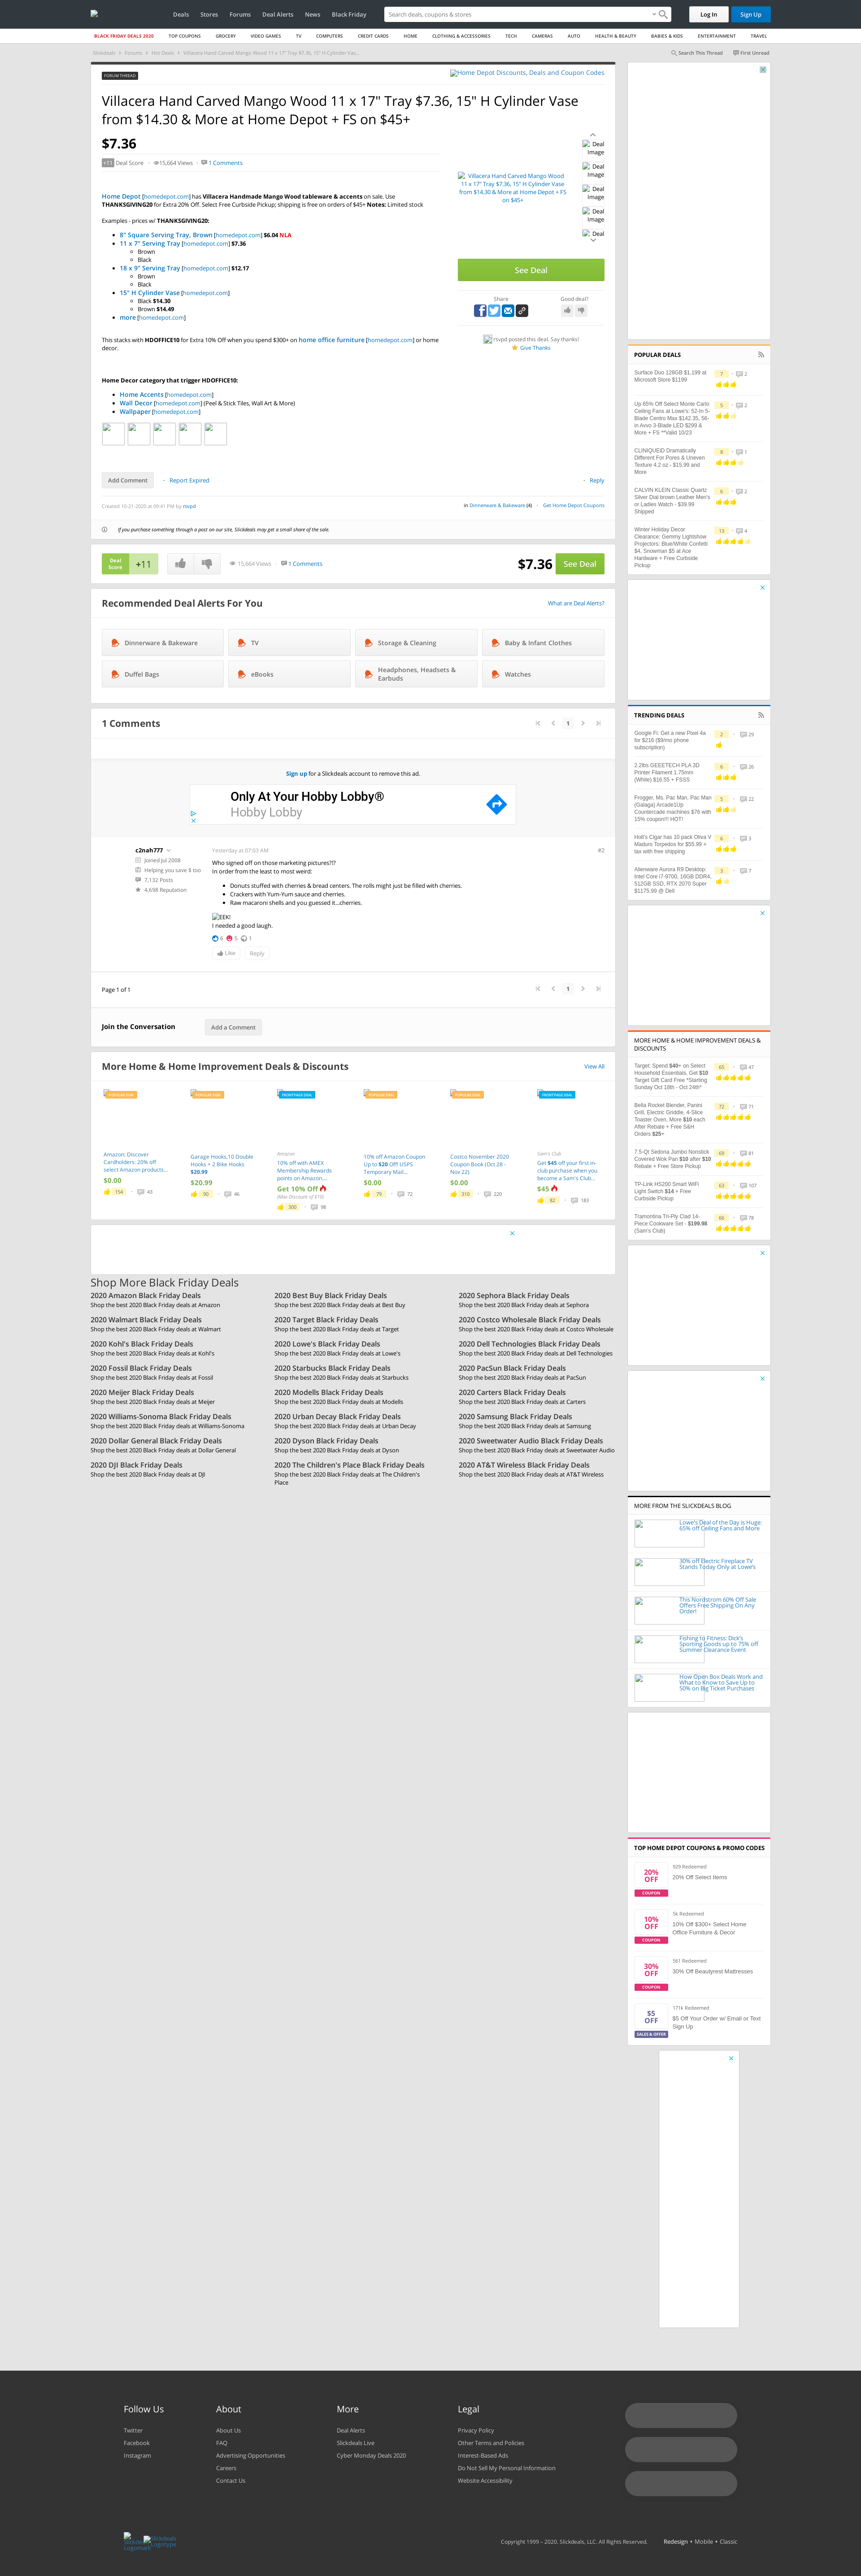 Deals Stores Forums Deal Alerts News Black Friday
Search deals, coupons & stores
Log In Sign Up
BLACK FRIDAY DEALS 2020 TOP COUPONS GROCERY VIDEO GAMES TV COMPUTERS CREDIT CARDS HOME CLOTHING & ACCESSORIES TECH CAMERAS AUTO HEALTH & BEAUTY BABIES & KIDS ENTERTAINMENT TRAVEL
Slickdeals Forums Hot Deals Villacera Hand Carved Mango Wood 11 x 17" Tray $7.36, 15" H Cylinder Vas...
Search This Thread First Unread
FORUM THREAD
Home Depot Discounts, Deals and Coupon Codes
Villacera Hand Carved Mango Wood 11 x 17" Tray $7.36, 15" H Cylinder Vase
from $14.30 & More at Home Depot + FS on $45+
$7.36
+11 Deal Score 15,664 Views 1 Comments
Home Depot [homedepot.com] has Villacera Handmade Mango Wood tableware & accents on sale. Use
THANKSGIVING20 for Extra 20% Off. Select Free Curbside Pickup; shipping is free on orders of $45+ Notes: Limited stock
Examples - prices w/ THANKSGIVING20:
8" Square Serving Tray, Brown [homedepot.com] $6.04 NLA
11 x 7" Serving Tray [homedepot.com] $7.36
Brown
Black
18 x 9" Serving Tray [homedepot.com] $12.17
Brown
Black
15" H Cylinder Vase [homedepot.com]
Black $14.30
Brown $14.49
more [homedepot.com]
This stacks with HDOFFICE10 for Extra 10% Off when you spend $300+ on home office furniture [homedepot.com] or home
decor.
Home Decor category that trigger HDOFFICE10:
Home Accents [homedepot.com]
Wall Decor [homedepot.com] (Peel & Stick Tiles, Wall Art & More)
Wallpaper [homedepot.com]
Villacera Hand Carved Mango Wood
11 x 17" Tray $7.36, 15" H Cylinder Vase
from $14.30 & More at Home Depot + FS
on $45+
Deal
Image
Deal
Image
Deal
Image
Deal
Image
Deal
See Deal
Share
Good deal?
rsvpd posted this deal. Say thanks!
Give Thanks
Add Comment Report Expired Reply
Created 10-21-2020 at 09:41 PM by rsvpd
in Dinnerware & Bakeware (4) Get Home Depot Coupons
If you purchase something through a post on our site, Slickdeals may get a small share of the sale.
Deal
Score
+11
15,664 Views 1 Comments
$7.36 See Deal
Recommended Deal Alerts For You
What are Deal Alerts?
Dinnerware & Bakeware
TV
Storage & Cleaning
Baby & Infant Clothes
Duffel Bags
eBooks
Headphones, Headsets &
Earbuds
Watches
1 Comments
1
Sign up for a Slickdeals account to remove this ad.
Only At Your Hobby Lobby®
Hobby Lobby
c2nah777
Joined Jul 2008
Helping you save $ too
7,132 Posts
4,698 Reputation
Yesterday at 07:03 AM
#2
Who signed off on those marketing pictures?!?
In order from the least to most weird:
Donuts stuffed with cherries & bread centers. The rolls might just be filled with cherries.
Crackers with Yum-Yum sauce and cherries.
Raw macaroni shells and you guessed it...cherries.
EEK!
I needed a good laugh.
6 5 1
Like Reply
Page 1 of 1
1
Join the Conversation
Add a Comment
More Home & Home Improvement Deals & Discounts
View All
POPULAR DEAL
Amazon: Discover
Cardholders: 20% off
select Amazon products...
$0.00
154 43
POPULAR DEAL
Garage Hooks,10 Double
Hooks + 2 Bike Hooks
$20.99
$20.99
90 46
FRONTPAGE DEAL
Amazon
10% off with AMEX
Membership Rewards
points on Amazon...
Get 10% Off
(Max Discount of $10)
300 98
POPULAR DEAL
10% off Amazon Coupon
Up to $20 Off! USPS
Temporary Mail...
$0.00
79 72
POPULAR DEAL
Costco November 2020
Coupon Book (Oct 28 -
Nov 22)
$0.00
310 220
FRONTPAGE DEAL
Sam's Club
Get $45 off your first in-
club purchase when you
become a Sam's Club...
$45
82 183
Shop More Black Friday Deals
2020 Amazon Black Friday Deals
Shop the best 2020 Black Friday deals at Amazon
2020 Best Buy Black Friday Deals
Shop the best 2020 Black Friday deals at Best Buy
2020 Sephora Black Friday Deals
Shop the best 2020 Black Friday deals at Sephora
2020 Walmart Black Friday Deals
Shop the best 2020 Black Friday deals at Walmart
2020 Target Black Friday Deals
Shop the best 2020 Black Friday deals at Target
2020 Costco Wholesale Black Friday Deals
Shop the best 2020 Black Friday deals at Costco Wholesale
2020 Kohl's Black Friday Deals
Shop the best 2020 Black Friday deals at Kohl's
2020 Lowe's Black Friday Deals
Shop the best 2020 Black Friday deals at Lowe's
2020 Dell Technologies Black Friday Deals
Shop the best 2020 Black Friday deals at Dell Technologies
2020 Fossil Black Friday Deals
Shop the best 2020 Black Friday deals at Fossil
2020 Starbucks Black Friday Deals
Shop the best 2020 Black Friday deals at Starbucks
2020 PacSun Black Friday Deals
Shop the best 2020 Black Friday deals at PacSun
2020 Meijer Black Friday Deals
Shop the best 2020 Black Friday deals at Meijer
2020 Modells Black Friday Deals
Shop the best 2020 Black Friday deals at Modells
2020 Carters Black Friday Deals
Shop the best 2020 Black Friday deals at Carters
2020 Williams-Sonoma Black Friday Deals
Shop the best 2020 Black Friday deals at Williams-Sonoma
2020 Urban Decay Black Friday Deals
Shop the best 2020 Black Friday deals at Urban Decay
2020 Samsung Black Friday Deals
Shop the best 2020 Black Friday deals at Samsung
2020 Dollar General Black Friday Deals
Shop the best 2020 Black Friday deals at Dollar General
2020 Dyson Black Friday Deals
Shop the best 2020 Black Friday deals at Dyson
2020 Sweetwater Audio Black Friday Deals
Shop the best 2020 Black Friday deals at Sweetwater Audio
2020 DJI Black Friday Deals
Shop the best 2020 Black Friday deals at DJI
2020 The Children's Place Black Friday Deals
Shop the best 2020 Black Friday deals at The Children's
Place
2020 AT&T Wireless Black Friday Deals
Shop the best 2020 Black Friday deals at AT&T Wireless
POPULAR DEALS
Surface Duo 128GB $1,199 at
Microsoft Store $1199
7 2
Up 65% Off Select Monte Carlo
Ceiling Fans at Lowe's: 52-In 5-
Blade Centro Max $142.35, 56-
in Avvo 3-Blade LED $299 &
More + FS **Valid 10/23
5 2
CLINIQUEiD Dramatically
Different For Pores & Uneven
Texture 4.2 oz - $15.99 and
More
8 1
CALVIN KLEIN Classic Quartz
Silver Dial brown Leather Men's
or Ladies Watch - $39.99
Shipped
6 2
Winter Holiday Decor
Clearance: Gemmy Lightshow
Projectors: Blue/White Confetti
$4, Snowman $5 at Ace
Hardware + Free Curbside
Pickup
13 4
TRENDING DEALS
Google Fi: Get a new Pixel 4a
for $216 ($9/mo phone
subscription)
2 29
2.2lbs GEEETECH PLA 3D
Printer Filament 1.75mm
(White) $16.55 + FSSS
6 26
Frogger, Ms. Pac Man, Pac Man
(Galaga) Arcade1Up
Countercade machines $76 with
15% coupon!!! HOT!
5 22
Holt's Cigar has 10 pack Oliva V
Maduro Torpedos for $55.99 +
tax with free shipping
6 3
Alienware Aurora R9 Desktop:
Intel Core i7-9700, 16GB DDR4,
512GB SSD, RTX 2070 Super
$1175.99 @ Dell
3 7
MORE HOME & HOME IMPROVEMENT DEALS &
DISCOUNTS
Target: Spend $40+ on Select
Household Essentials, Get $10
Target Gift Card Free *Starting
Sunday Oct 18th - Oct 24th*
65 47
Bella Rocket Blender, Panini
Grill, Electric Griddle, 4-Slice
Toaster Oven, More $10 each
After Rebate + Free S&H
Orders $25+
72 71
7.5-Qt Sedona Jumbo Nonstick
Covered Wok Pan $10 after $10
Rebate + Free Store Pickup
69 81
TP-Link HS200 Smart WiFi
Light Switch $14 + Free
Curbside Pickup
63 107
Tramontina Tri-Ply Clad 14-
Piece Cookware Set - $199.98
(Sam's Club)
66 78
MORE FROM THE SLICKDEALS BLOG
Lowe's Deal of the Day is Huge:
65% off Ceiling Fans and More
30% off Electric Fireplace TV
Stands Today Only at Lowe's
This Nordstrom 60% Off Sale
Offers Free Shipping On Any
Order!
Fishing to Fitness: Dick's
Sporting Goods up to 75% off
Summer Clearance Event
How Open Box Deals Work and
What to Know to Save Up to
50% on Big Ticket Purchases
TOP HOME DEPOT COUPONS & PROMO CODES
20%
OFF
COUPON
929 Redeemed
20% Off Select Items
10%
OFF
COUPON
5k Redeemed
10% Off $300+ Select Home
Office Furniture & Decor
30%
OFF
COUPON
561 Redeemed
30% Off Beautyrest Mattresses
$5
OFF
SALES & OFFER
171k Redeemed
$5 Off Your Order w/ Email or Text
Sign Up
Follow Us
Twitter
Facebook
Instagram
About
About Us
FAQ
Advertising Opportunities
Careers
Contact Us
More
Deal Alerts
Slickdeals Live
Cyber Monday Deals 2020
Legal
Privacy Policy
Other Terms and Policies
Interest-Based Ads
Do Not Sell My Personal Information
Website Accessibility
Slickdeals
Logomark
Slickdeals
Logotype
Copyright 1999 – 2020. Slickdeals, LLC. All Rights Reserved.
Redesign • Mobile • Classic